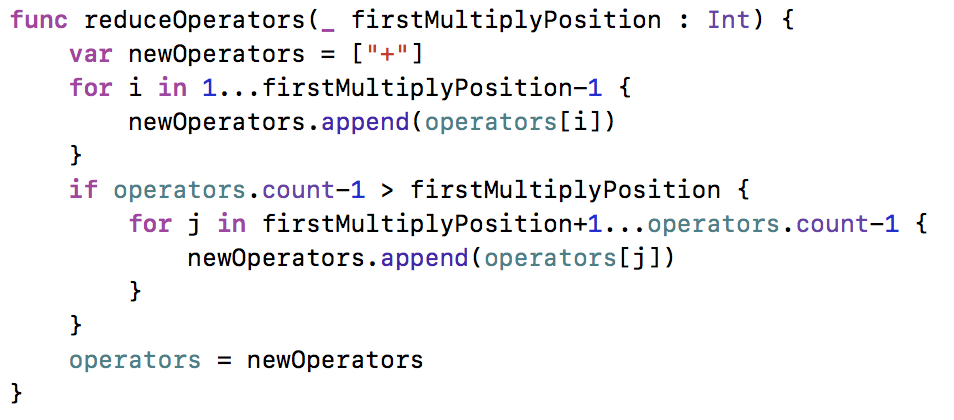 func reduceOperators(_ firstMultiplyPosition : Int) {
    var newOperators = ["+"]
    for i in 1...firstMultiplyPosition-1 {
        newOperators.append(operators[i])
    }
    if operators.count-1 > firstMultiplyPosition {
        for j in firstMultiplyPosition+1...operators.count-1 {
            newOperators.append(operators[j])
        }
    }
    operators = newOperators
}